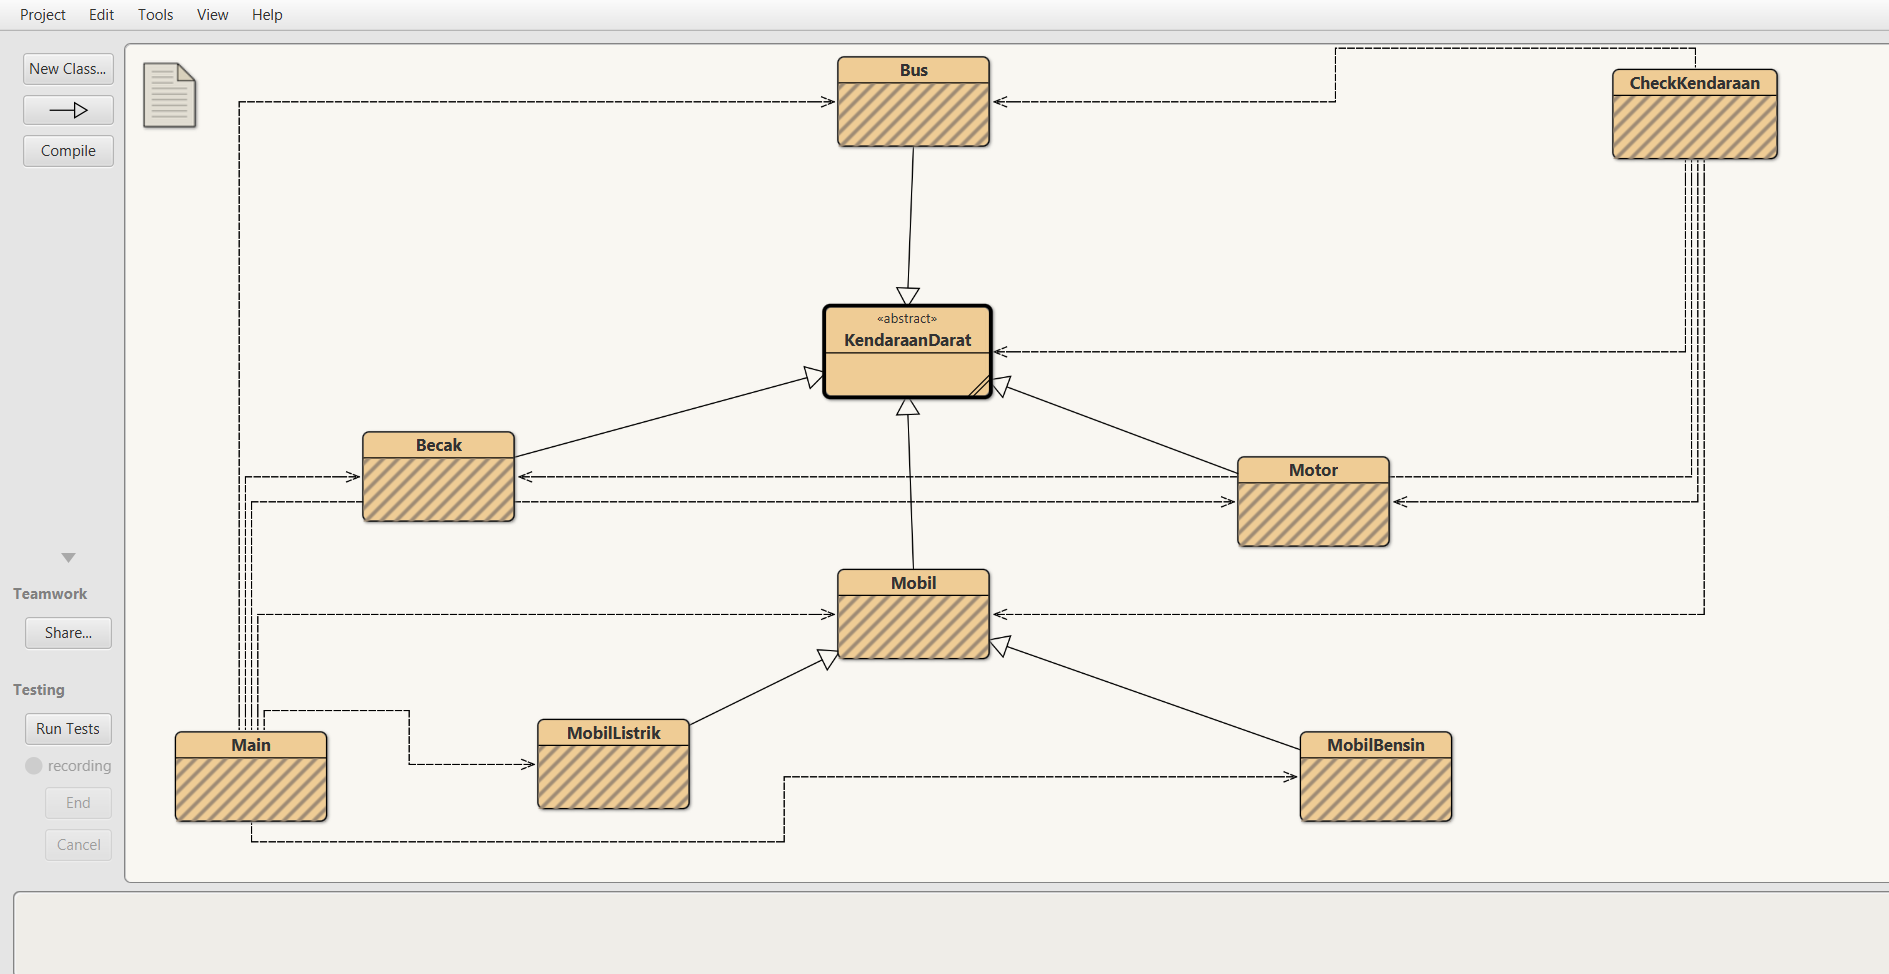 Project Edit Tools View Help
New Class...
Compile
Teamwork
Share...
Testing
Run Tests
recording
End
Cancel
Bus
CheckKendaraan
«abstract»
KendaraanDarat
Becak
Motor
Mobil
Main
MobilListrik
MobilBensin